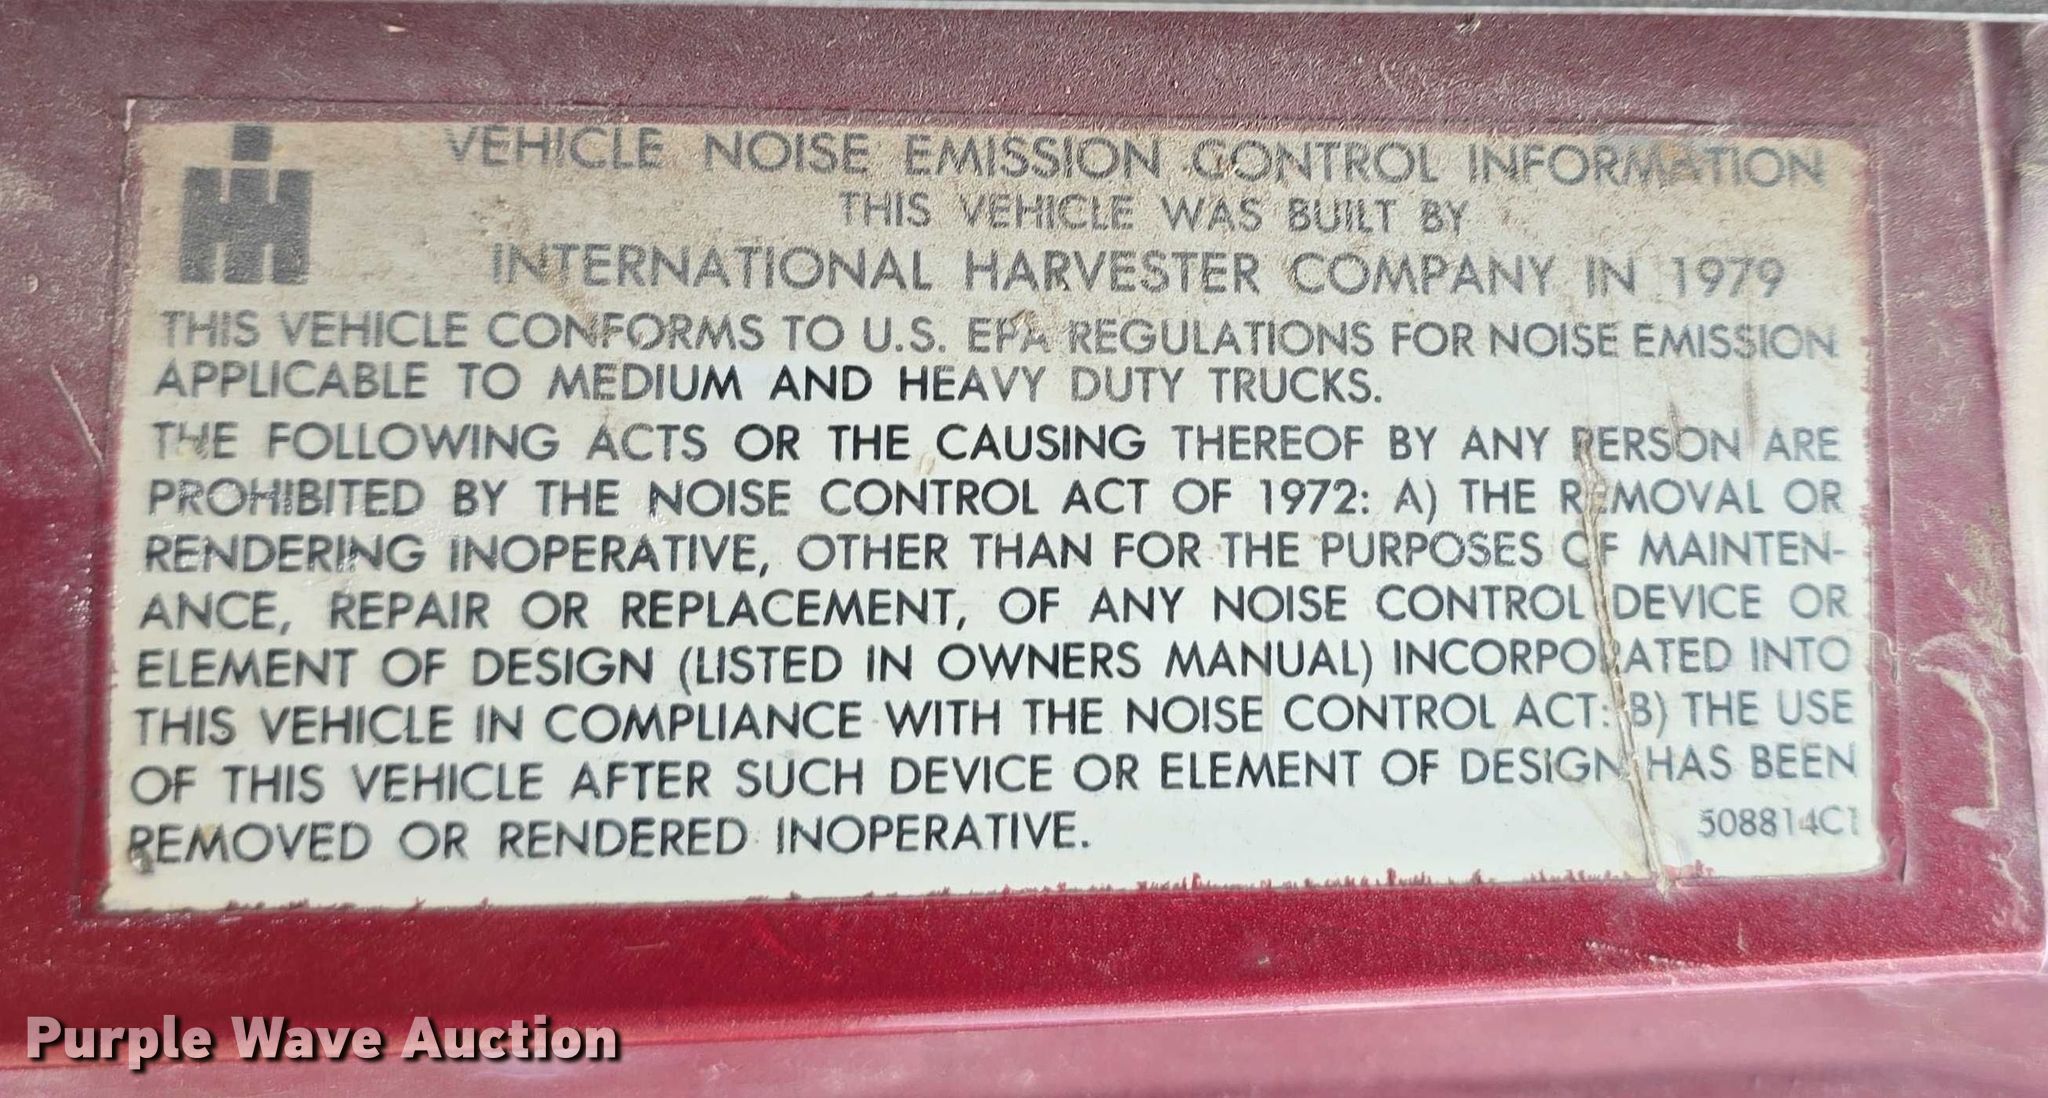 IH
VEHICLE NOISE EMISSION CONTROL INFORMATION
THIS VEHICLE WAS BUILT BY
INTERNATIONAL HARVESTER COMPANY IN 1979
THIS VEHICLE CONFORMS TO U.S. EPA REGULATIONS FOR NOISE EMISSION
APPLICABLE TO MEDIUM AND HEAVY DUTY TRUCKS.
THE FOLLOWING ACTS OR THE CAUSING THEREOF BY ANY PERSON ARE
PROHIBITED BY THE NOISE CONTROL ACT OF 1972: A) THE REMOVAL OR
RENDERING INOPERATIVE, OTHER THAN FOR THE PURPOSES OF MAINTEN-
ANCE, REPAIR OR REPLACEMENT, OF ANY NOISE CONTROL DEVICE OR
ELEMENT OF DESIGN (LISTED IN OWNERS MANUAL) INCORPORATED INTO
THIS VEHICLE IN COMPLIANCE WITH THE NOISE CONTROL ACT: B) THE USE
OF THIS VEHICLE AFTER SUCH DEVICE OR ELEMENT OF DESIGN HAS BEEN
REMOVED OR RENDERED INOPERATIVE.
508814C1
Purple Wave Auction